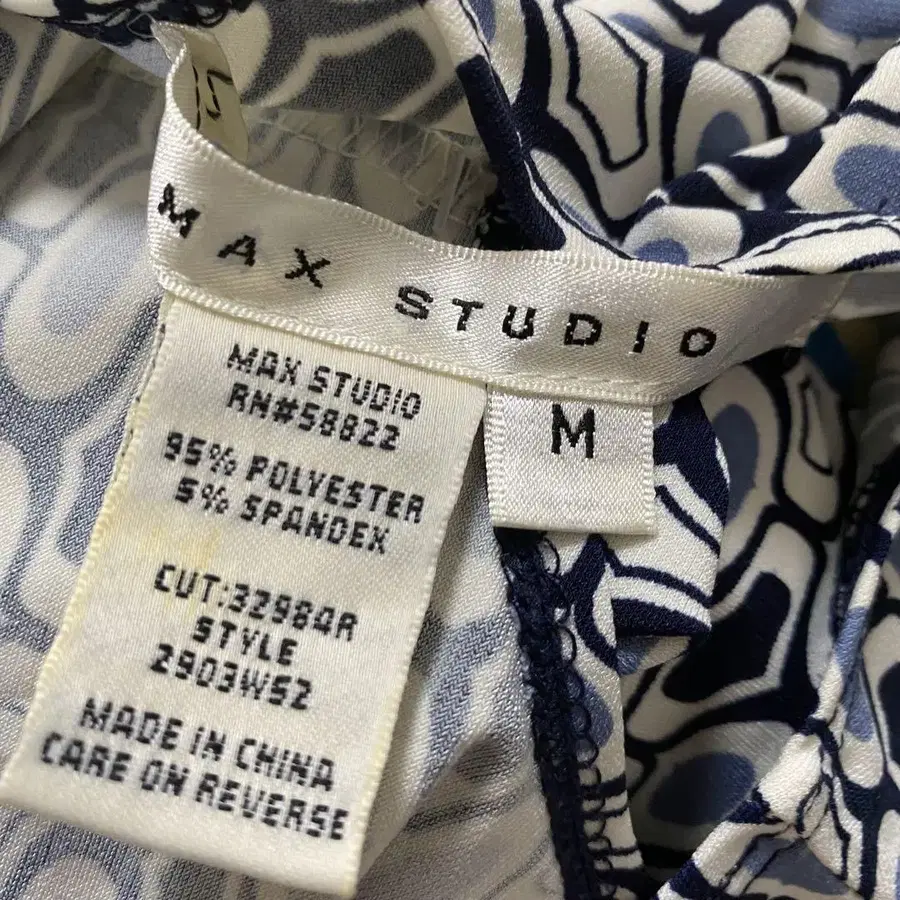 MAX STUDIO
M
MAX STUDIO
RN#58822
95% POLYESTER
5% SPANDEX
CUT:32984R
STYLE
2903W52
MADE IN CHINA
CARE ON REVERSE